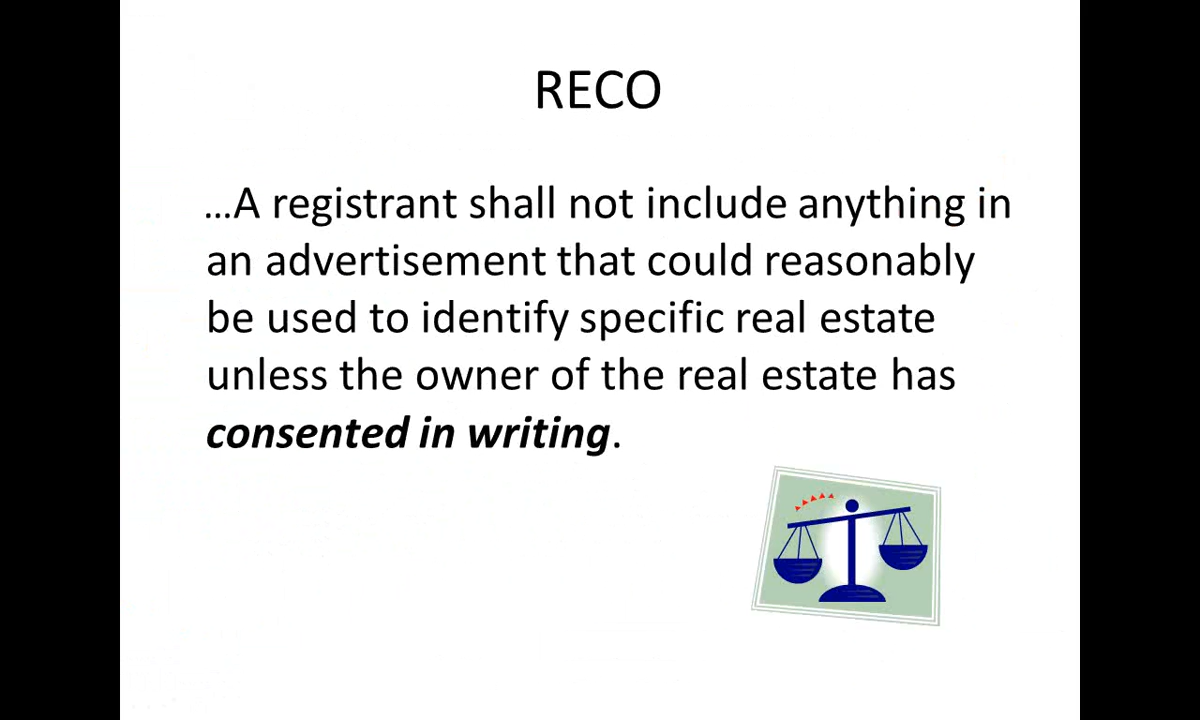 RECO
...A registrant shall not include anything in
an advertisement that could reasonably
be used to identify specific real estate
unless the owner of the real estate has
consented in writing.